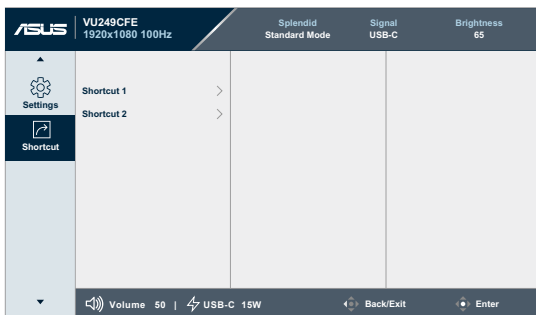 ASUS
VU249CFE
1920x1080 100Hz
Splendid
Standard Mode
Signal
USB-C
Brightness
65
Settings
Shortcut
Shortcut 1
Shortcut 2
Volume 50 | USB-C 15W
Back/Exit
Enter